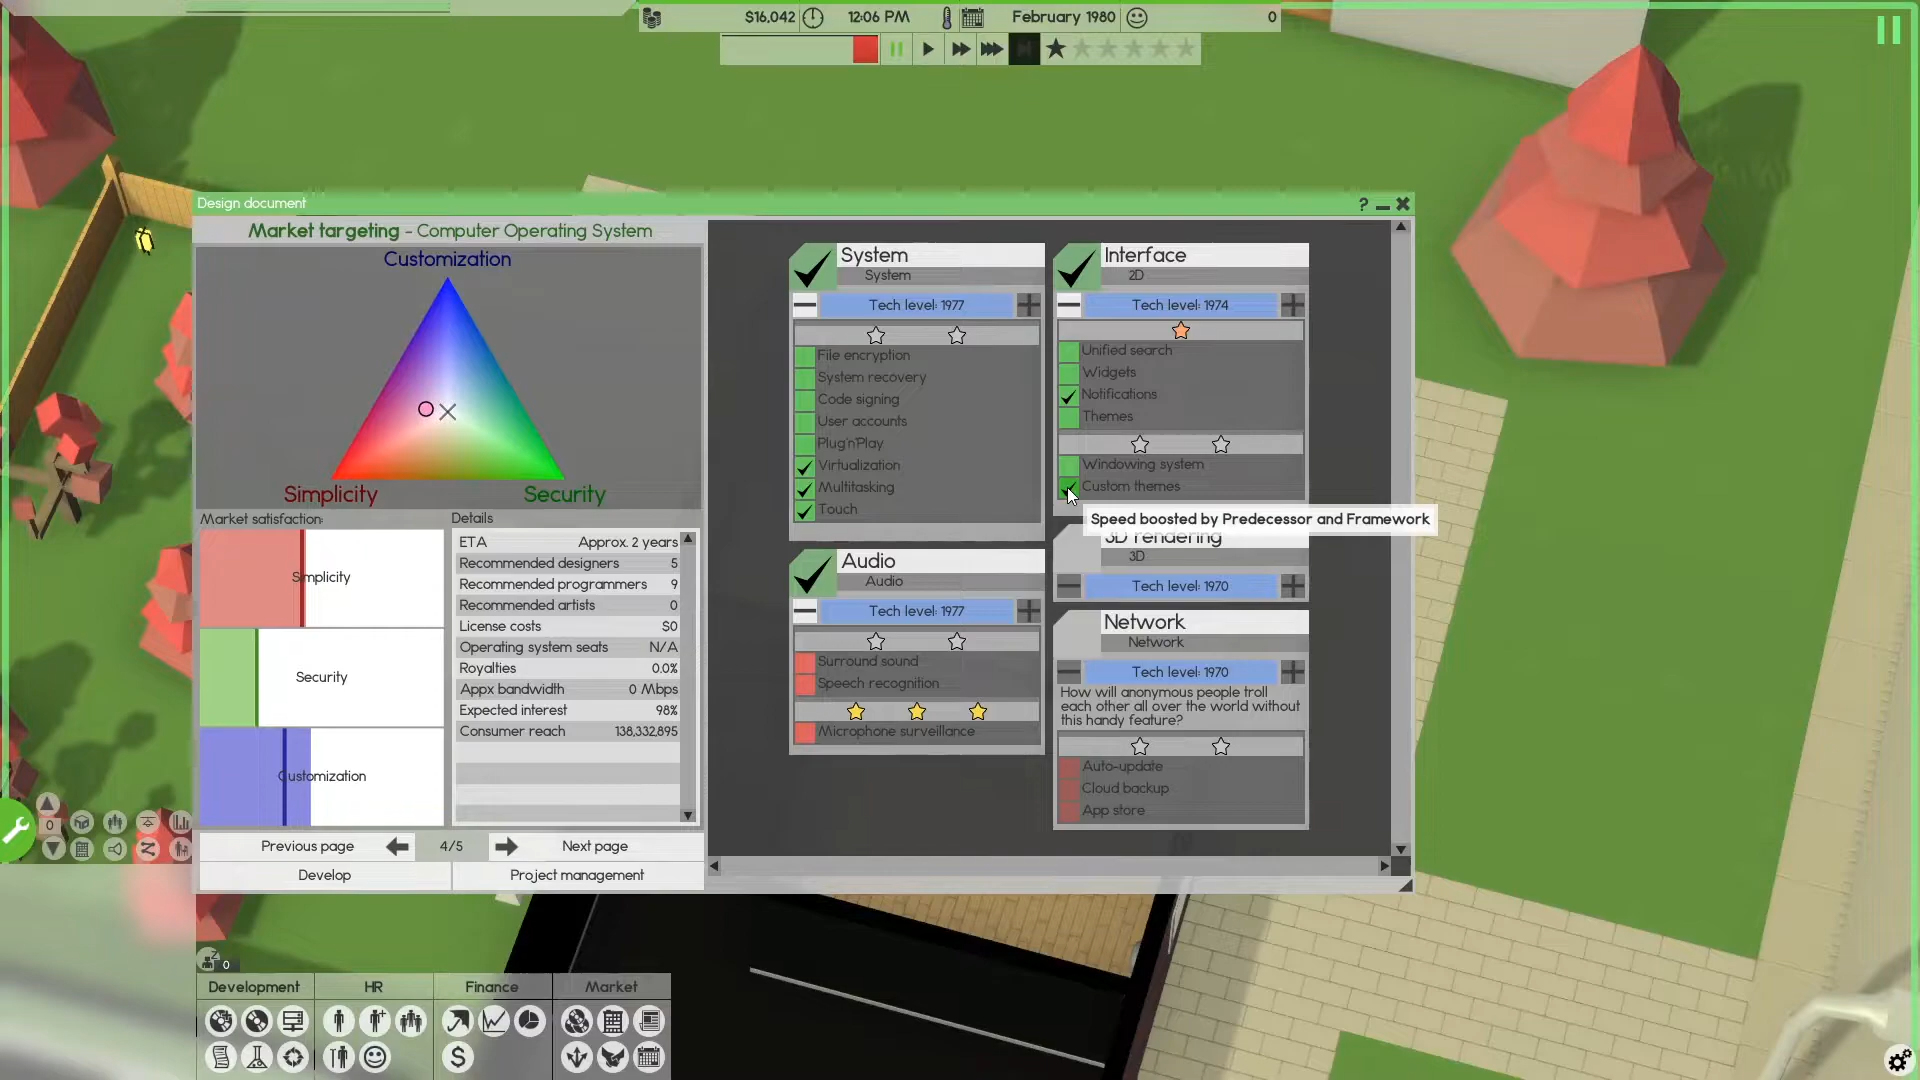 $16,042
12:06 PM
February 1980
0
Design document
?
Market targeting - Computer Operating System
Customization
Simplicity
Security
Market satisfaction:
Simplicity
Security
Customization
Details
ETA Approx. 2 years
Recommended designers 5
Recommended programmers 9
Recommended artists 0
License costs $0
Operating system seats N/A
Royalties 0.0%
Appx bandwidth 0 Mbps
Expected interest 98%
Consumer reach 138,332,895
Previous page
4/5
Next page
Develop
Project management
System
System
Tech level: 1977
File encryption
System recovery
Code signing
User accounts
Plug'n'Play
Virtualization
Multitasking
Touch
Audio
Audio
Tech level: 1977
Surround sound
Speech recognition
Microphone surveillance
Interface
2D
Tech level: 1974
Unified search
Widgets
Notifications
Themes
Windowing system
Custom themes
Speed boosted by Predecessor and Framework
3D rendering
3D
Tech level: 1970
Network
Network
Tech level: 1970
How will anonymous people troll
each other all over the world without
this handy feature?
Auto-update
Cloud backup
App store
0
z
0
Development
HR
Finance
Market
$